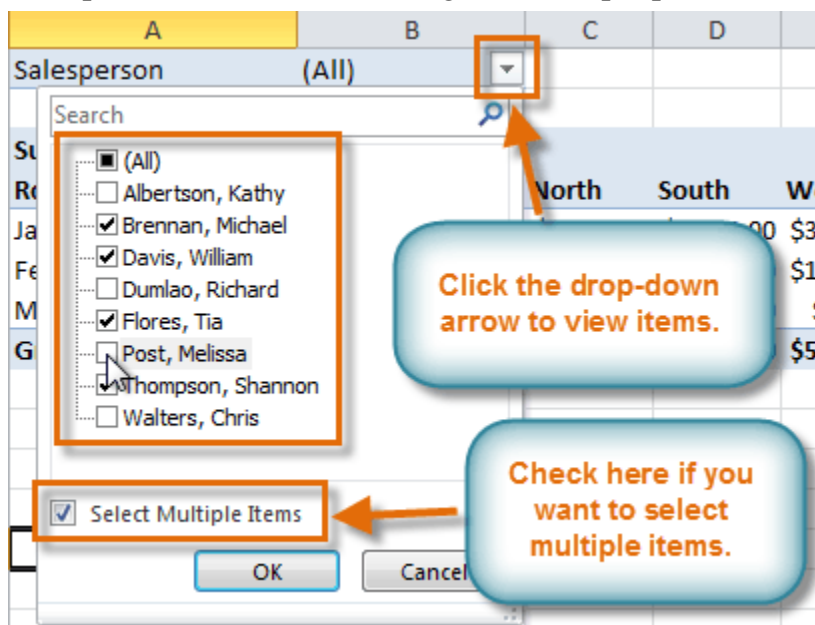 A B C D
Salesperson (All)
Search
(All)
Albertson, Kathy
Brennan, Michael
Davis, William
Dumlao, Richard
Flores, Tia
Post, Melissa
Thompson, Shannon
Walters, Chris
Select Multiple Items
OK Cancel
North South
Click the drop-down
arrow to view items.
Check here if you
want to select
multiple items.